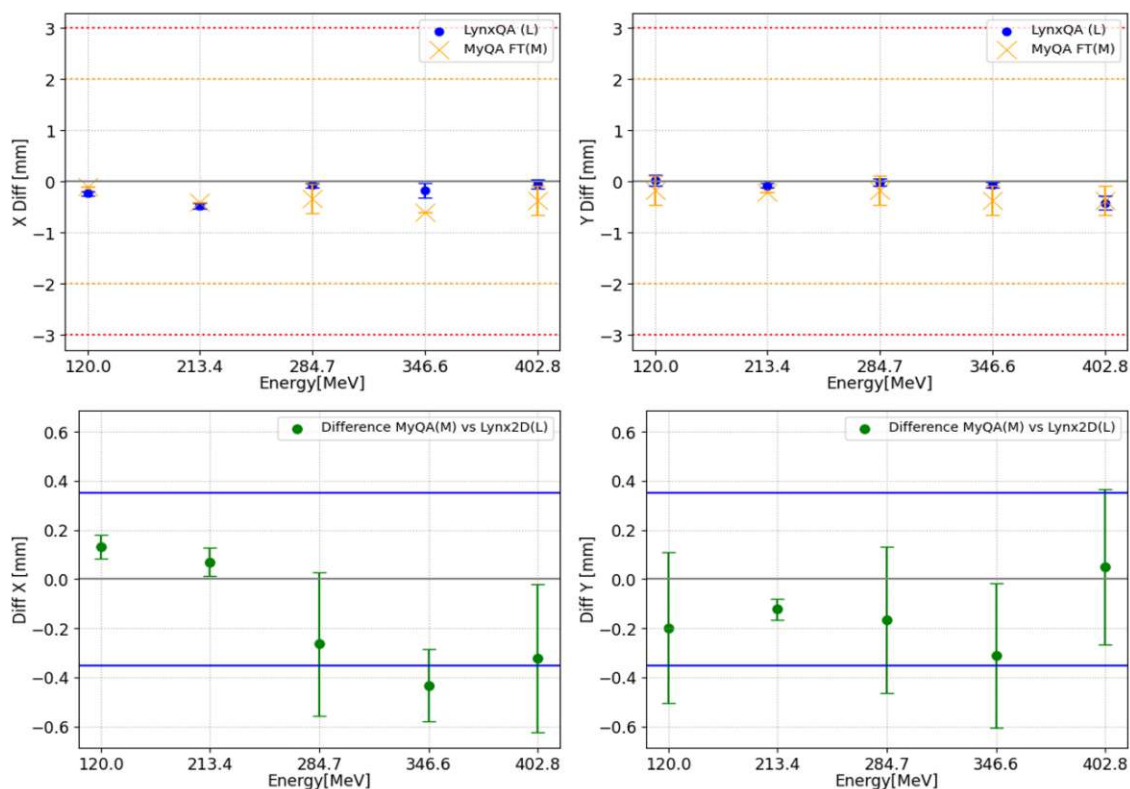 LynxQA (L)
MyQA FT(M)
X Diff [mm]
3
2
1
0
−1
−2
−3
120.0 213.4 284.7 346.6 402.8
Energy[MeV]
LynxQA (L)
MyQA FT(M)
Y Diff [mm]
3
2
1
0
−1
−2
−3
120.0 213.4 284.7 346.6 402.8
Energy[MeV]
Difference MyQA(M) vs Lynx2D(L)
Diff X [mm]
0.6
0.4
0.2
0.0
−0.2
−0.4
−0.6
120.0 213.4 284.7 346.6 402.8
Energy[MeV]
Difference MyQA(M) vs Lynx2D(L)
Diff Y [mm]
0.6
0.4
0.2
0.0
−0.2
−0.4
−0.6
120.0 213.4 284.7 346.6 402.8
Energy[MeV]